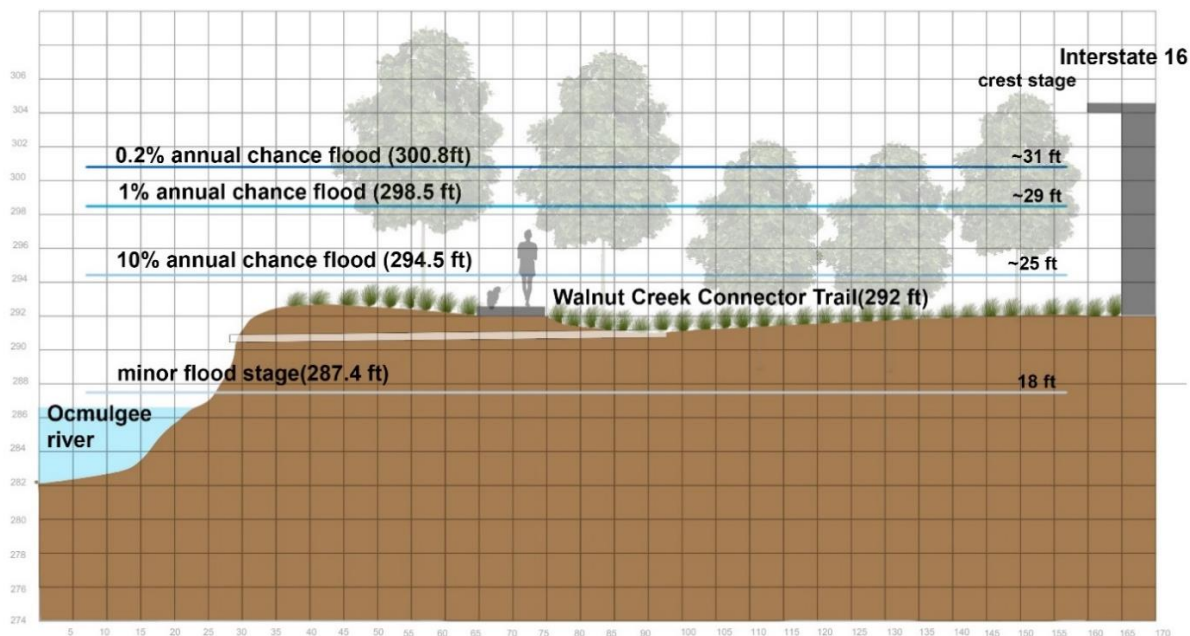 Interstate 16
crest stage
0.2% annual chance flood (300.8ft)
~31 ft
1% annual chance flood (298.5 ft)
~29 ft
10% annual chance flood (294.5 ft)
~25 ft
Walnut Creek Connector Trail(292 ft)
minor flood stage(287.4 ft)
18 ft
Ocmulgee
river
306
304
302
300
298
296
294
292
290
288
286
284
282
280
278
276
274
5 10 15 20 25 30 35 40 45 50 55 60 65 70 75 80 85 92 100 105 110 115 120 125 130 135 140 145 150 155 160 165 170